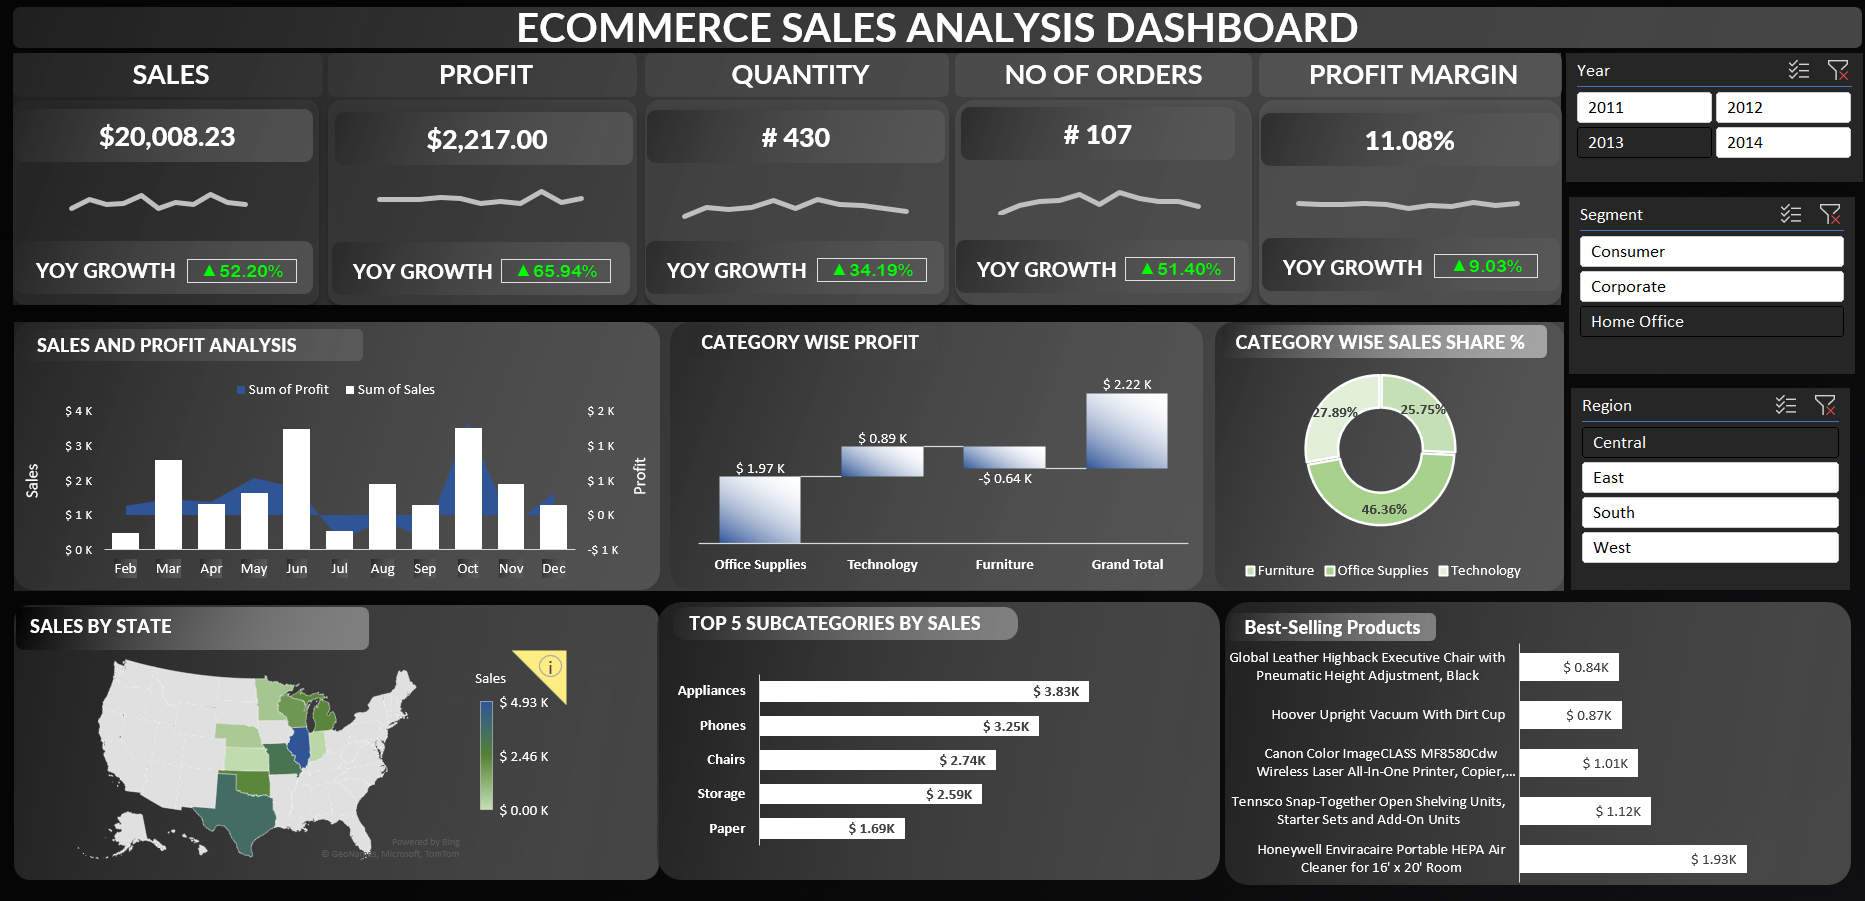 ECOMMERCE SALES ANALYSIS DASHBOARD
SALES
PROFIT
QUANTITY
NO OF ORDERS
PROFIT MARGIN
$20,008.23
$2,217.00
# 430
# 107
11.08%
YOY GROWTH ▲52.20%
YOY GROWTH ▲65.94%
YOY GROWTH ▲34.19%
YOY GROWTH ▲51.40%
YOY GROWTH ▲9.03%
Year
2011
2012
2013
2014
Segment
Consumer
Corporate
Home Office
Region
Central
East
South
West
SALES AND PROFIT ANALYSIS
Sum of Profit
Sum of Sales
Sales
$ 4 K
$ 3 K
$ 2 K
$ 1 K
$ 0 K
$ 2 K
$ 1 K
$ 1 K
$ 0 K
-$ 1 K
Profit
Feb Mar Apr May Jun Jul Aug Sep Oct Nov Dec
CATEGORY WISE PROFIT
$ 1.97 K
$ 0.89 K
-$ 0.64 K
$ 2.22 K
Office Supplies
Technology
Furniture
Grand Total
CATEGORY WISE SALES SHARE %
27.89%
25.75%
46.36%
Furniture
Office Supplies
Technology
SALES BY STATE
Sales
$ 4.93 K
$ 2.46 K
$ 0.00 K
Powered by Bing
© GeoNames, Microsoft, TomTom
TOP 5 SUBCATEGORIES BY SALES
Appliances $ 3.83K
Phones $ 3.25K
Chairs $ 2.74K
Storage $ 2.59K
Paper $ 1.69K
Best-Selling Products
Global Leather Highback Executive Chair with
Pneumatic Height Adjustment, Black
$ 0.84K
Hoover Upright Vacuum With Dirt Cup
$ 0.87K
Canon Color ImageCLASS MF8580Cdw
Wireless Laser All-In-One Printer, Copier,...
$ 1.01K
Tennsco Snap-Together Open Shelving Units,
Starter Sets and Add-On Units
$ 1.12K
Honeywell Enviracaire Portable HEPA Air
Cleaner for 16' x 20' Room
$ 1.93K